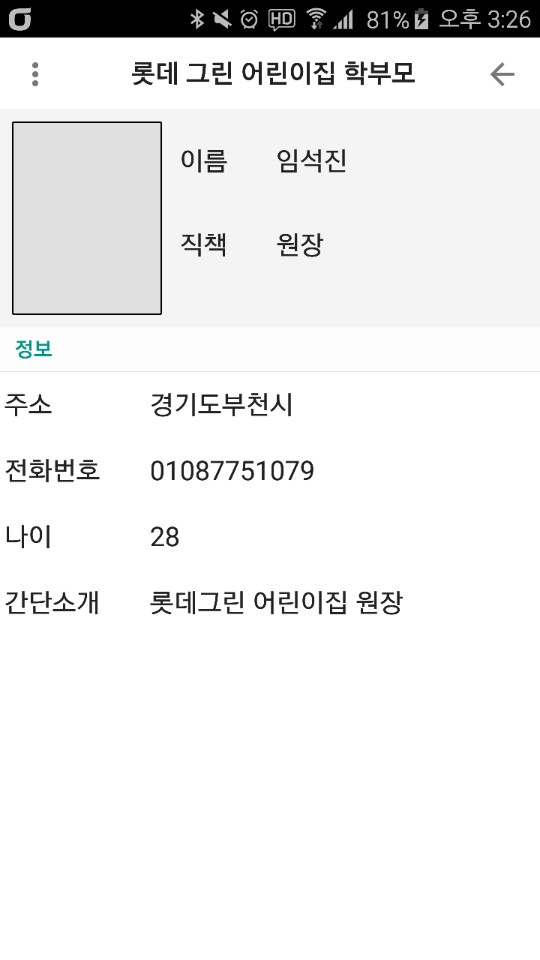 HD 81% 오후 3:26
롯데 그린 어린이집 학부모
이름 임석진
직책 원장
정보
주소 경기도부천시
전화번호 01087751079
나이 28
간단소개 롯데그린 어린이집 원장